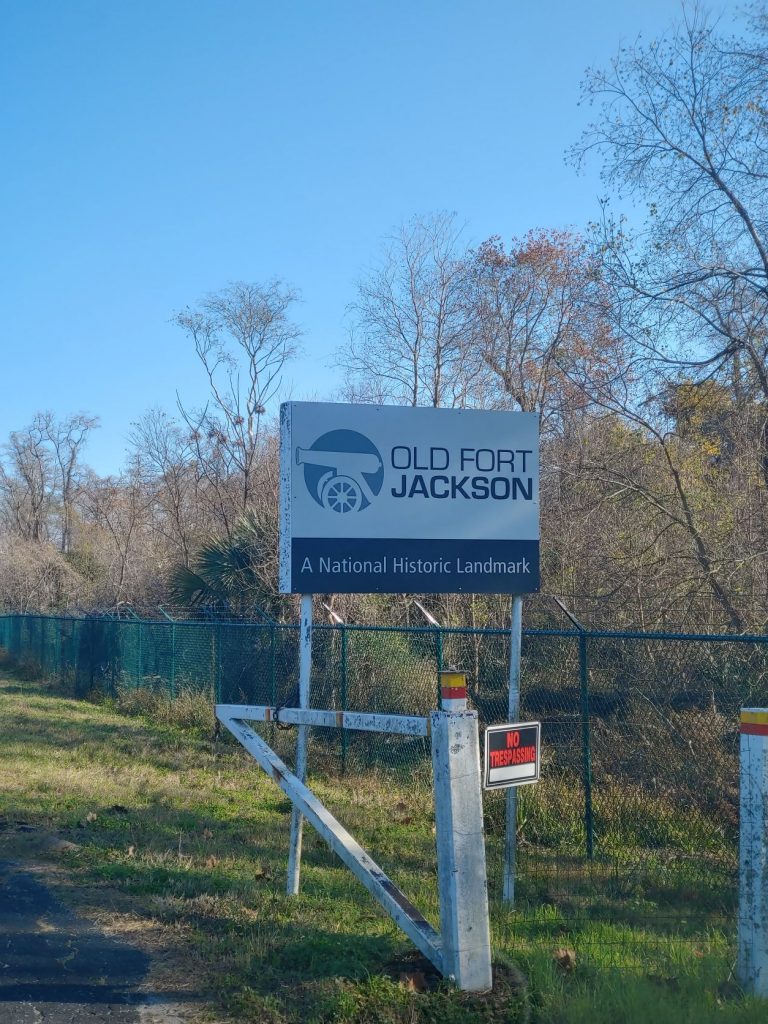 OLD FORT
JACKSON
A National Historic Landmark
NO
TRESPASSING